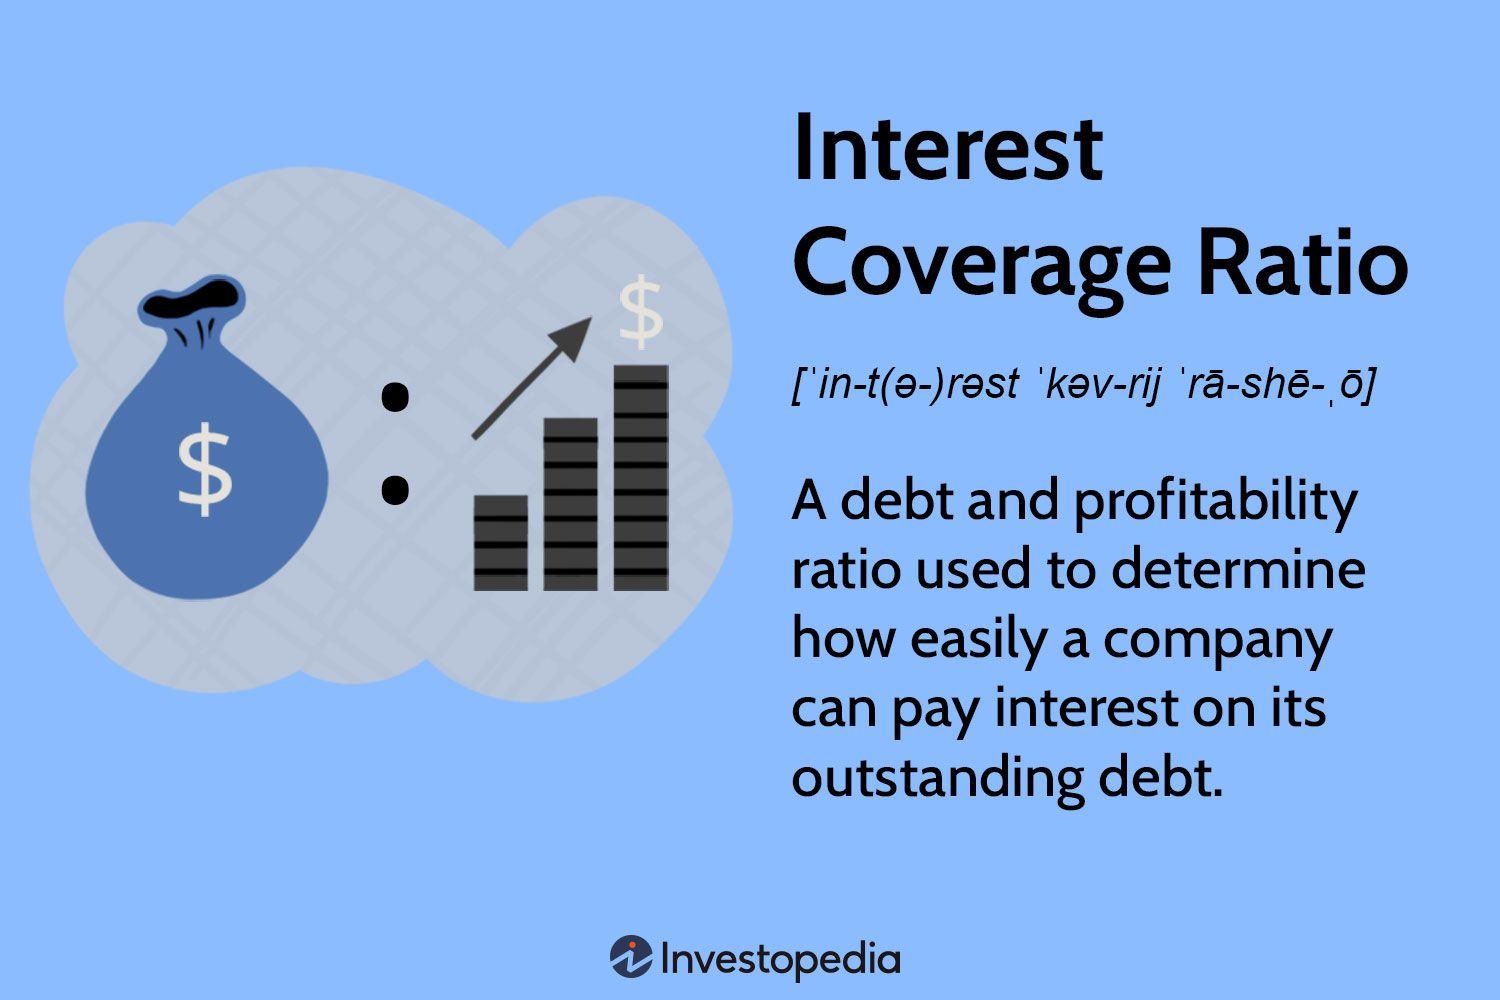 Interest
Coverage Ratio
[ˈin-t(ə-)rəst ˈkəv-rij ˈrā-shē-ˌō]
A debt and profitability
ratio used to determine
how easily a company
can pay interest on its
outstanding debt.
$
$
:
Investopedia